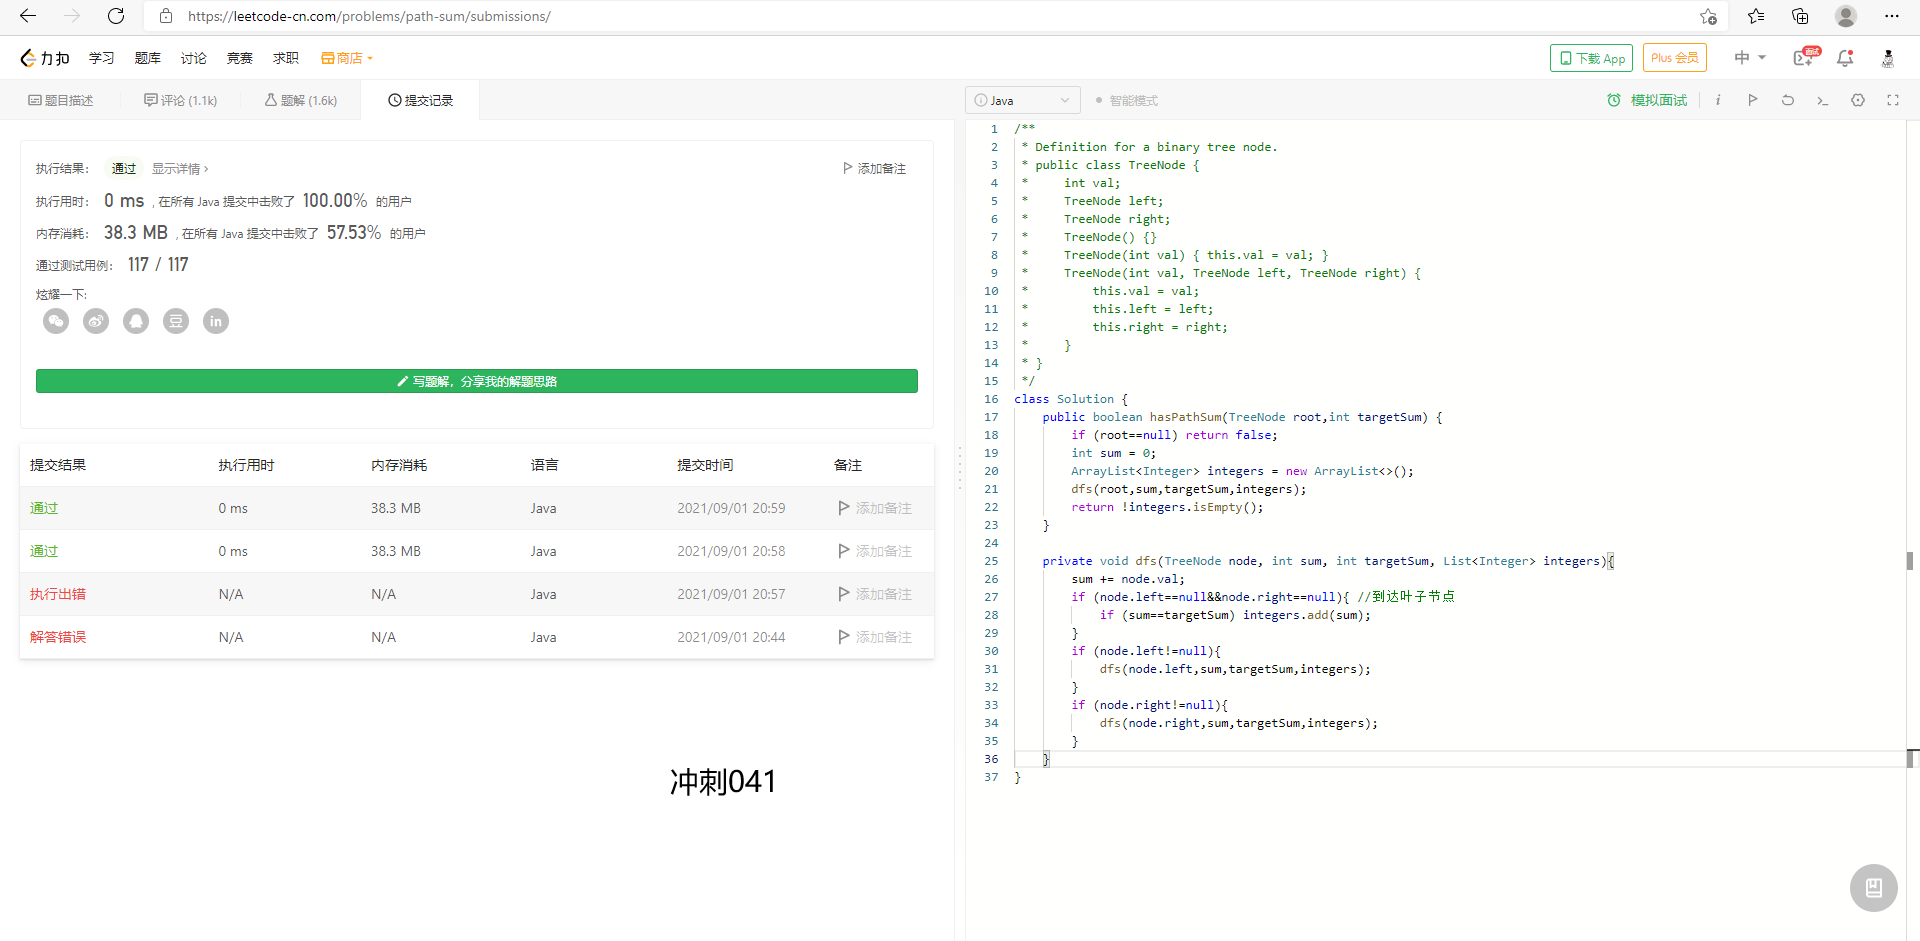 https://leetcode-cn.com/problems/path-sum/submissions/
力扣 学习 题库 讨论 竞赛 求职 商店 下载 App Plus 会员 中 面试
题目描述 评论 (1.1k) 题解 (1.6k) 提交记录
执行结果： 通过 显示详情 › 添加备注
执行用时： 0 ms , 在所有 Java 提交中击败了 100.00% 的用户
内存消耗： 38.3 MB , 在所有 Java 提交中击败了 57.53% 的用户
通过测试用例： 117 / 117
炫耀一下:
豆 in
写题解，分享我的解题思路
提交结果 执行用时 内存消耗 语言 提交时间 备注
通过 0 ms 38.3 MB Java 2021/09/01 20:59 添加备注
通过 0 ms 38.3 MB Java 2021/09/01 20:58 添加备注
执行出错 N/A N/A Java 2021/09/01 20:57 添加备注
解答错误 N/A N/A Java 2021/09/01 20:44 添加备注
冲刺041
Java 智能模式 模拟面试 i
1 /**
2 * Definition for a binary tree node.
3 * public class TreeNode {
4 * int val;
5 * TreeNode left;
6 * TreeNode right;
7 * TreeNode() {}
8 * TreeNode(int val) { this.val = val; }
9 * TreeNode(int val, TreeNode left, TreeNode right) {
10 * this.val = val;
11 * this.left = left;
12 * this.right = right;
13 * }
14 * }
15 */
16 class Solution {
17 public boolean hasPathSum(TreeNode root,int targetSum) {
18 if (root==null) return false;
19 int sum = 0;
20 ArrayList<Integer> integers = new ArrayList<>();
21 dfs(root,sum,targetSum,integers);
22 return !integers.isEmpty();
23 }
24
25 private void dfs(TreeNode node, int sum, int targetSum, List<Integer> integers){
26 sum += node.val;
27 if (node.left==null&&node.right==null){ //到达叶子节点
28 if (sum==targetSum) integers.add(sum);
29 }
30 if (node.left!=null){
31 dfs(node.left,sum,targetSum,integers);
32 }
33 if (node.right!=null){
34 dfs(node.right,sum,targetSum,integers);
35 }
36 }
37 }